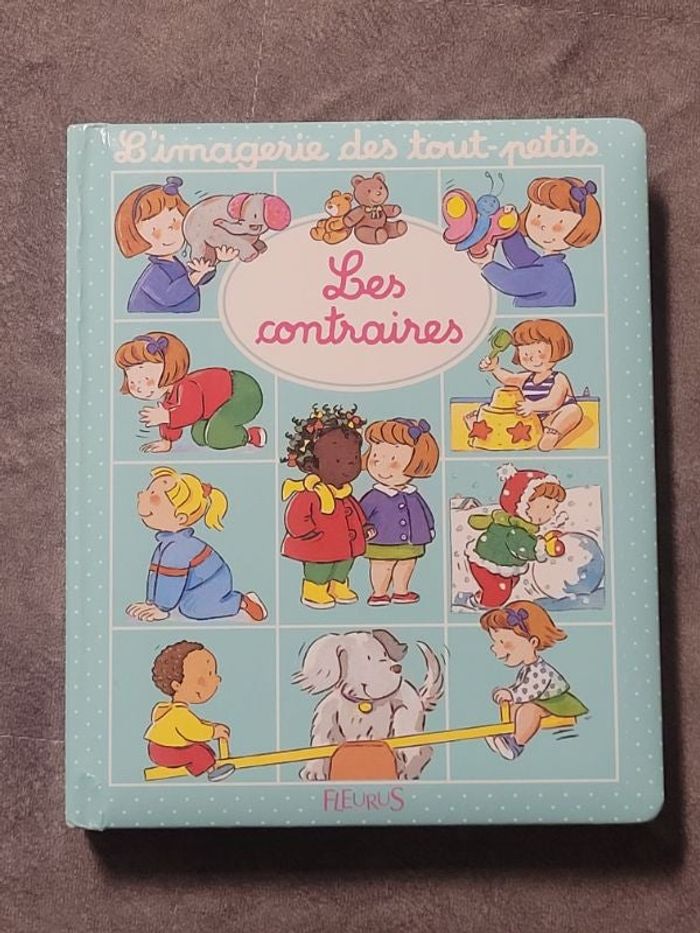 L'imagerie des tout-petits
Les
contraires
FLEURUS